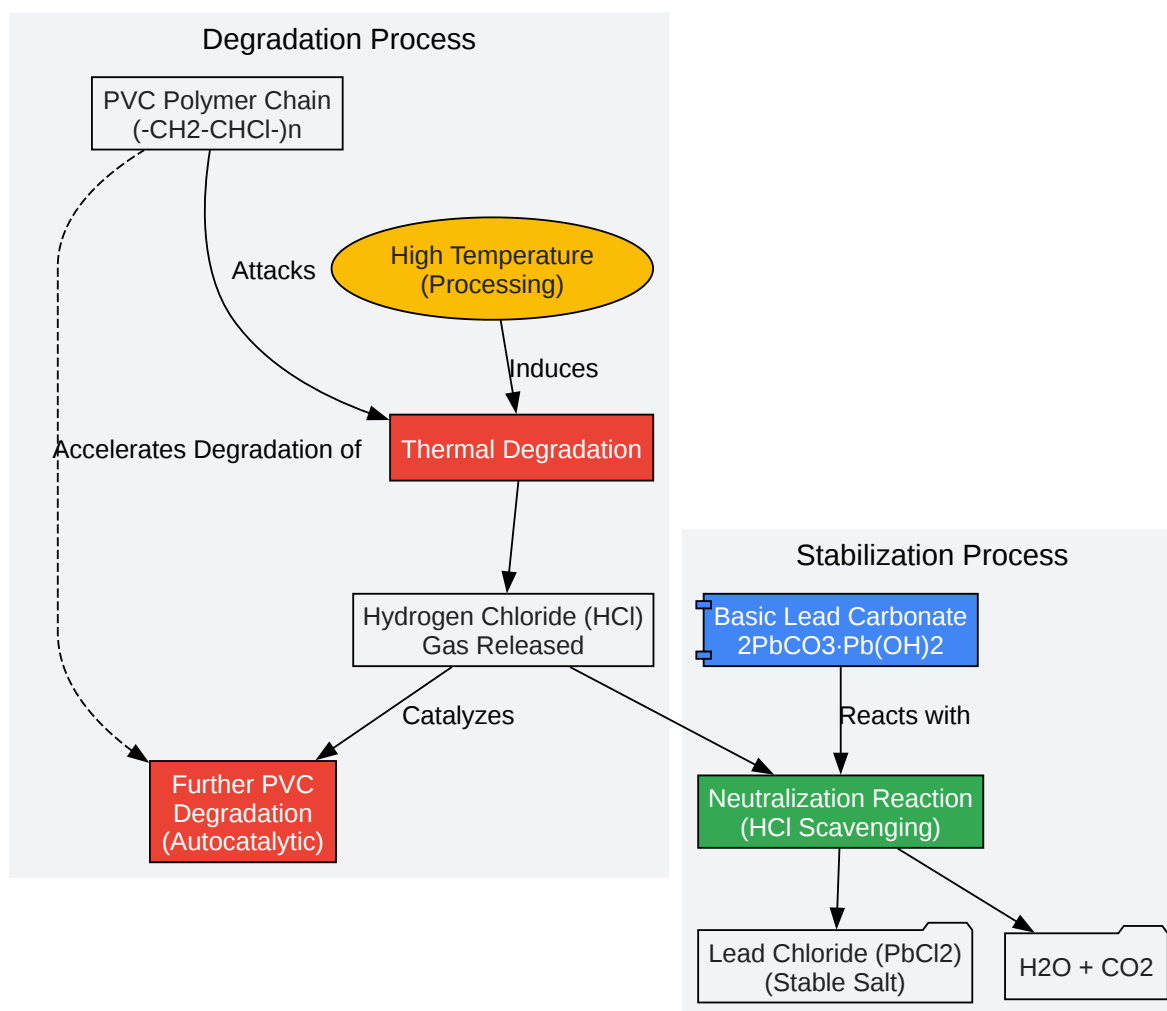 Degradation Process
PVC Polymer Chain
(-CH2-CHCl-)n
High Temperature
(Processing)
Attacks
Induces
Accelerates Degradation of
Thermal Degradation
Stabilization Process
Hydrogen Chloride (HCl)
Gas Released
Basic Lead Carbonate
2PbCO3·Pb(OH)2
Catalyzes
Reacts with
Further PVC
Degradation
(Autocatalytic)
Neutralization Reaction
(HCl Scavenging)
Lead Chloride (PbCl2)
(Stable Salt)
H2O + CO2